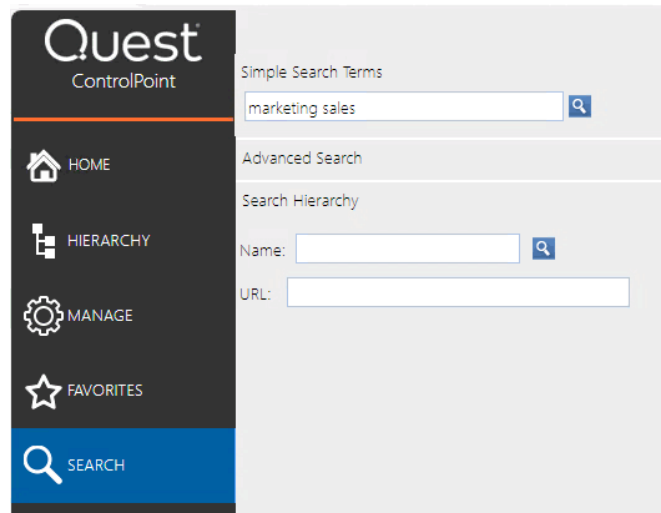 Quest
ControlPoint
HOME
HIERARCHY
MANAGE
FAVORITES
SEARCH
Simple Search Terms
marketing sales
Advanced Search
Search Hierarchy
Name:
URL: